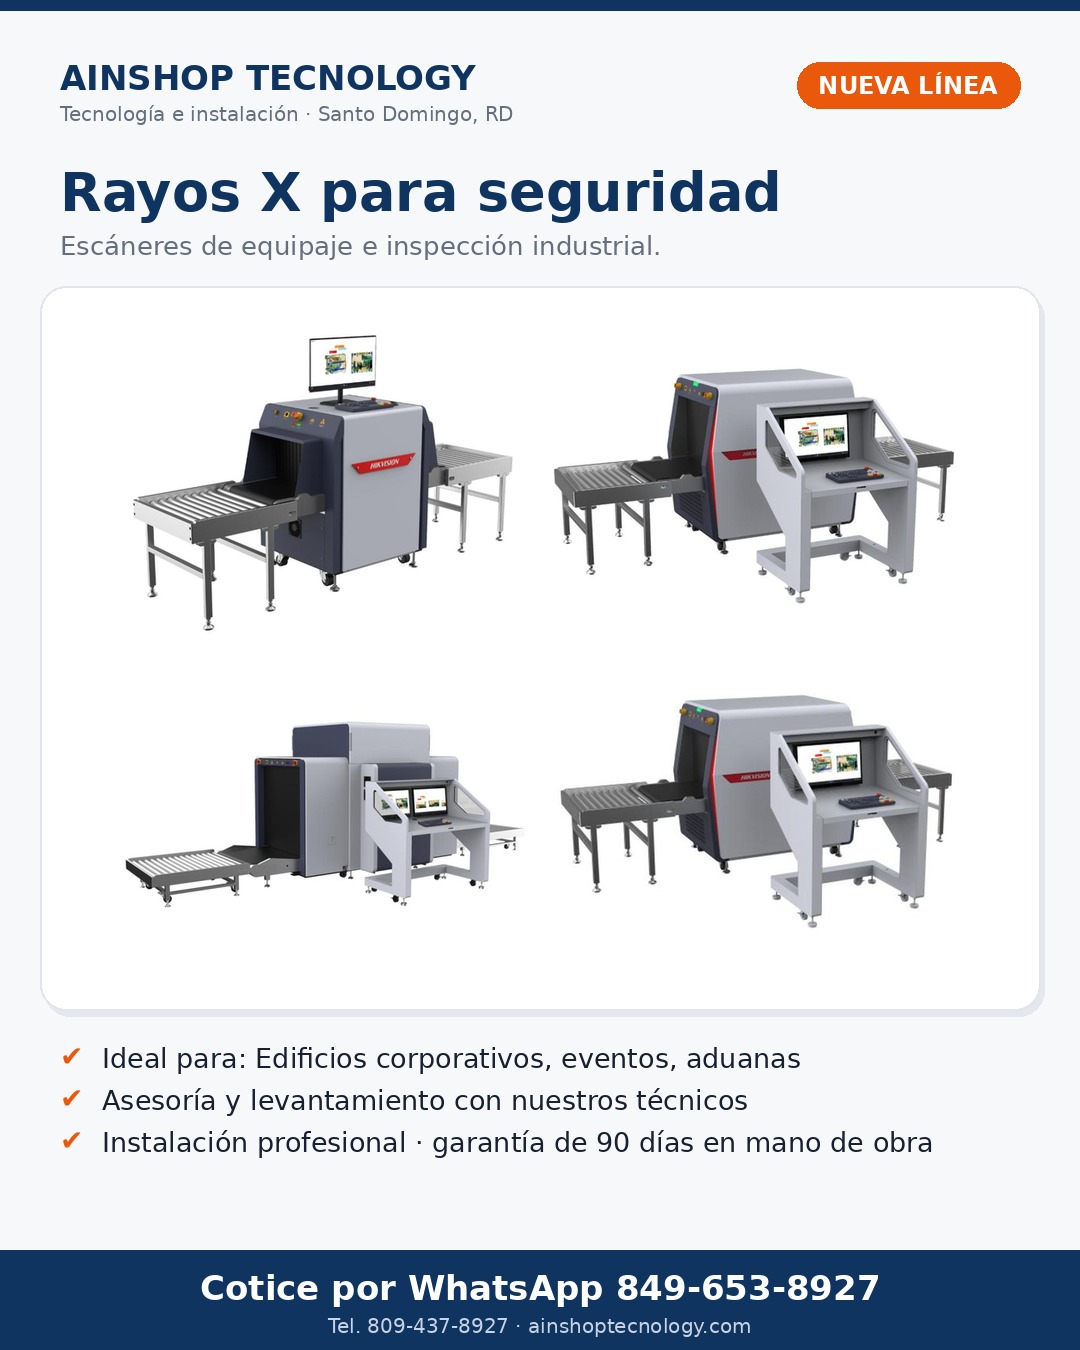 AINSHOP TECNOLOGY
NUEVA LÍNEA
Tecnología e instalación · Santo Domingo, RD
Rayos X para seguridad
Escáneres de equipaje e inspección industrial.
HIKVISION
HIKVISION
HIKVISION
✔ Ideal para: Edificios corporativos, eventos, aduanas
✔ Asesoría y levantamiento con nuestros técnicos
✔ Instalación profesional · garantía de 90 días en mano de obra
Cotice por WhatsApp 849-653-8927
Tel. 809-437-8927 · ainshoptecnology.com